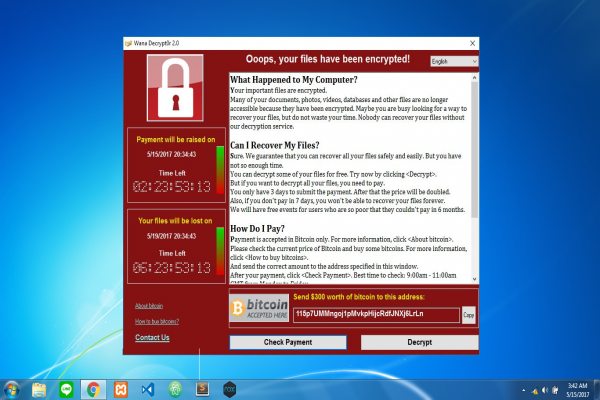 Wana Decrypt0r 2.0
Ooops, your files have been encrypted!
English
What Happened to My Computer?
Your important files are encrypted.
Many of your documents, photos, videos, databases and other files are no longer
accessible because they have been encrypted. Maybe you are busy looking for a way to
recover your files, but do not waste your time. Nobody can recover your files without
our decryption service.
Can I Recover My Files?
Sure. We guarantee that you can recover all your files safely and easily. But you have
not so enough time.
You can decrypt some of your files for free. Try now by clicking <Decrypt>.
But if you want to decrypt all your files, you need to pay.
You only have 3 days to submit the payment. After that the price will be doubled.
Also, if you don't pay in 7 days, you won't be able to recover your files forever.
We will have free events for users who are so poor that they couldn't pay in 6 months.
How Do I Pay?
Payment is accepted in Bitcoin only. For more information, click <About bitcoin>.
Please check the current price of Bitcoin and buy some bitcoins. For more information,
click <How to buy bitcoins>.
And send the correct amount to the address specified in this window.
After your payment, click <Check Payment>. Best time to check: 9:00am - 11:00am
GMT from Monday to Friday.
Payment will be raised on
5/15/2017 20:34:43
Time Left
02:23:53:13
Your files will be lost on
5/19/2017 20:34:43
Time Left
06:23:53:13
About bitcoin
How to buy bitcoins?
Contact Us
bitcoin
ACCEPTED HERE
Send $300 worth of bitcoin to this address:
115p7UMMngoj1pMvkpHijcRdfJNXj6LrLn
Copy
Check Payment
Decrypt
LINE
3:42 AM
5/15/2017